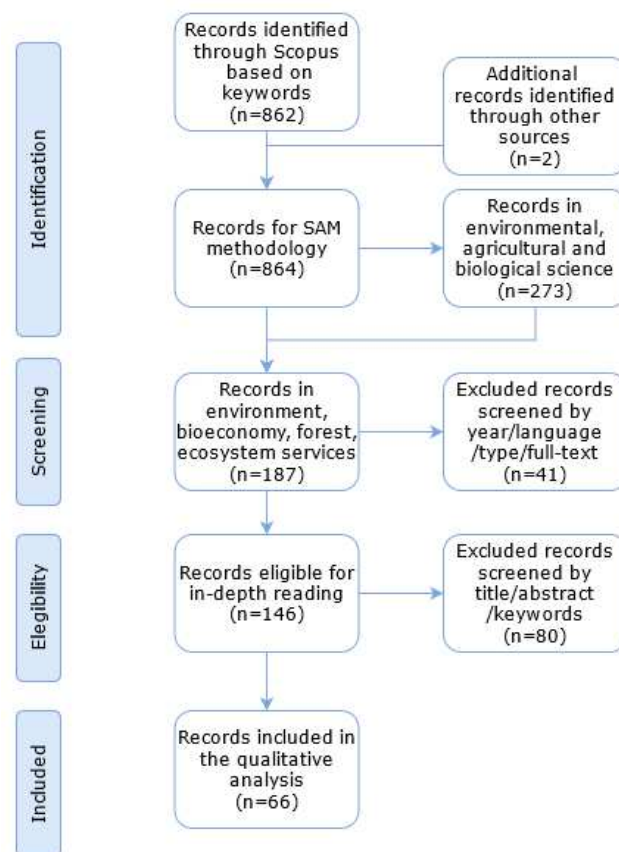 Identification
Records identified
through Scopus
based on
keywords
(n=862)
Additional
records identified
through other
sources
(n=2)
Records for SAM
methodology
(n=864)
Records in
environmental,
agricultural and
biological science
(n=273)
Screening
Records in
environment,
bioeconomy, forest,
ecosystem services
(n=187)
Excluded records
screened by
year/language
/type/full-text
(n=41)
Elegibility
Records eligible for
in-depth reading
(n=146)
Excluded records
screened by
title/abstract
/keywords
(n=80)
Included
Records included in
the qualitative
analysis
(n=66)